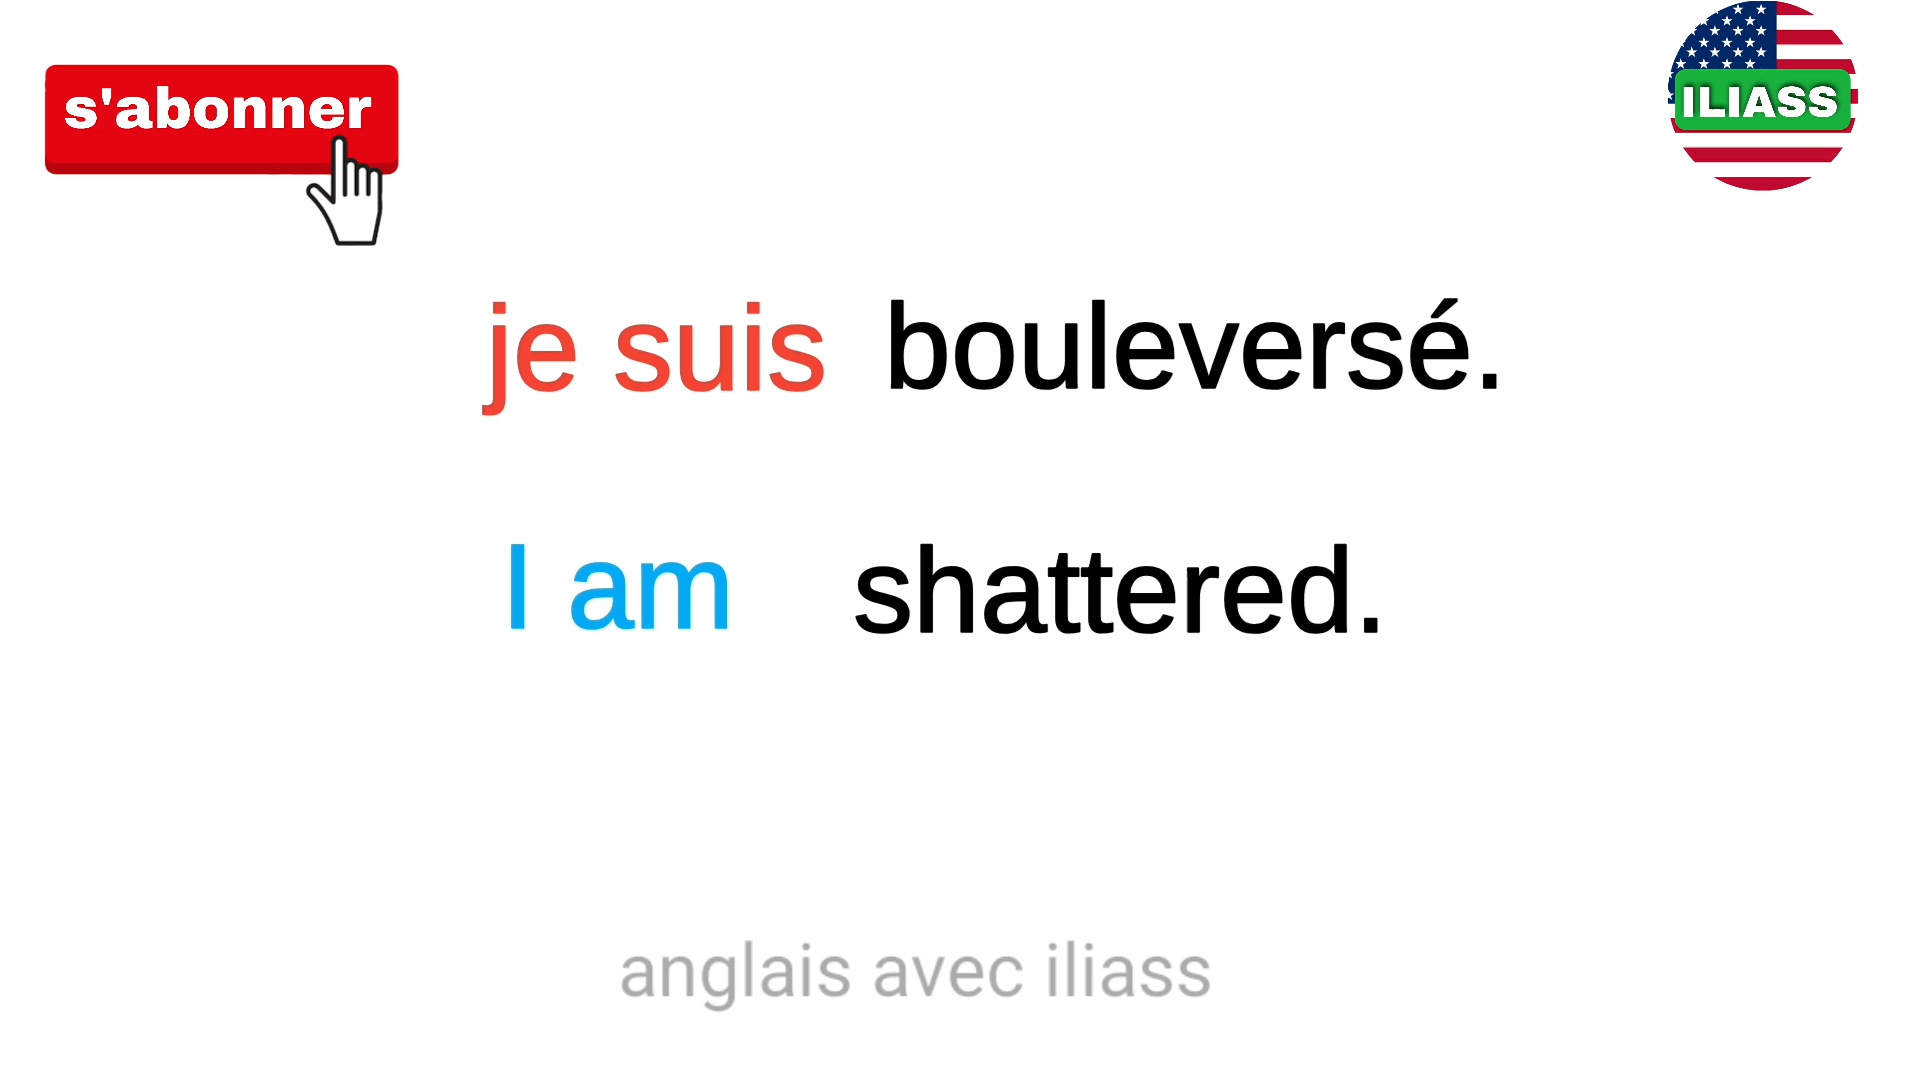 s'abonner
ILIASS
je suis bouleversé.
I am shattered.
anglais avec iliass